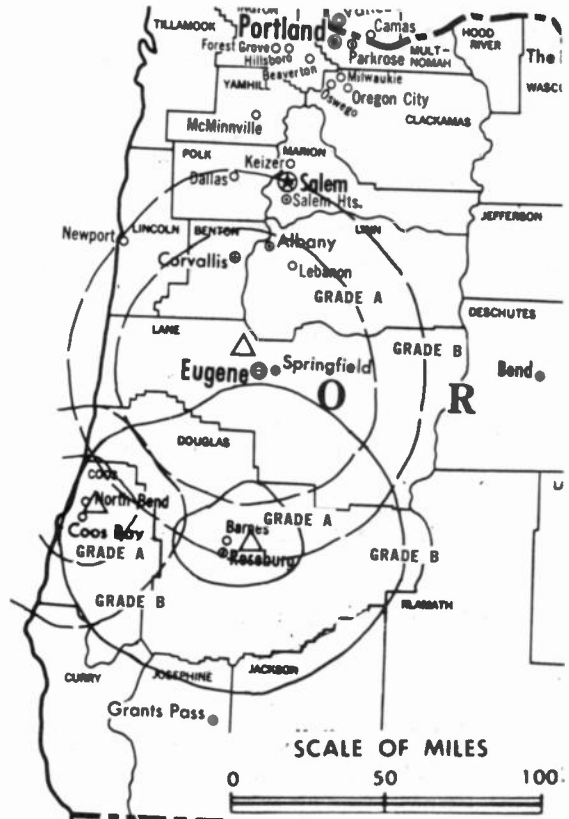 TILLAMOOK
Portland
Camas
HOOD
RIVER
Forest Grove
Hillsboro
Parkrose
MULT-
NOMAH
The
Beaverton
Milwaukie
WASC
YAMHILL
Oswego
Oregon City
CLACKAMAS
McMinnville
POLK
MARION
Keizer
Dallas
Salem
Salem Hts.
JEFFERSON
LINCOLN
BENTON
LINN
Newport
Albany
Corvallis
Lebanon
GRADE A
DESCHUTES
LANE
GRADE B
Eugene
Springfield
Bend
O R
DOUGLAS
COOS
North Bend
GRADE A
Coos Bay
Barnes
GRADE A
Roseburg
GRADE B
GRADE B
KLAMATH
CURRY
JOSEPHINE
JACKSON
Grants Pass
SCALE OF MILES
0 50 100